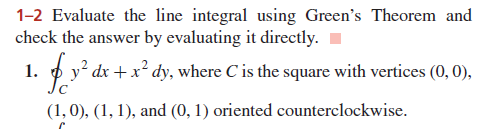 1–2 Evaluate the line integral using Green's Theorem and
check the answer by evaluating it directly.
1. ∮_C y² dx + x² dy, where C is the square with vertices (0, 0),
(1, 0), (1, 1), and (0, 1) oriented counterclockwise.